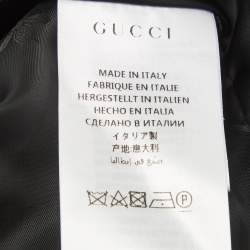 GUCCI
MADE IN ITALY
FABRIQUE EN ITALIE
HERGESTELLT IN ITALIEN
HECHO EN ITALIA
СДЕЛАНО В ИТАЛИИ
イタリア製
产地:意大利
صنع في إيطاليا
P